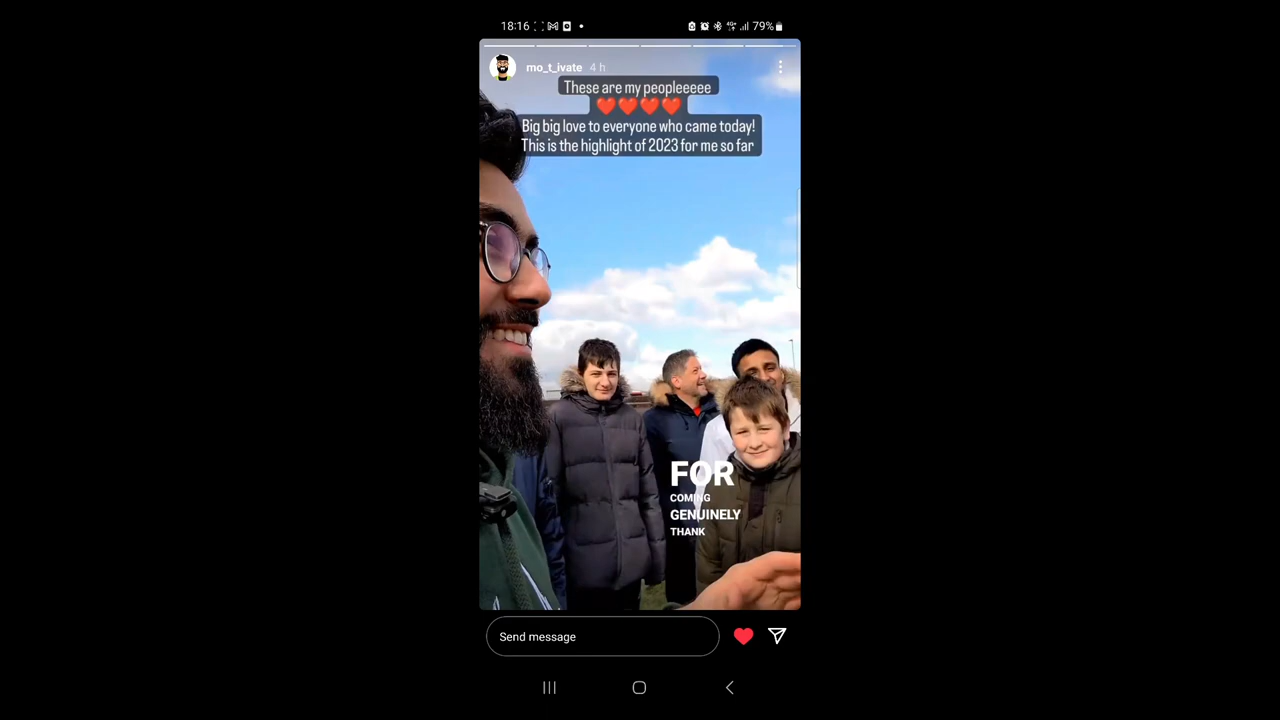 18:16
4G+
79%
mo_t_ivate 4 h
These are my peopleeeee
❤️❤️❤️❤️
Big big love to everyone who came today!
This is the highlight of 2023 for me so far
FOR
COMING
GENUINELY
THANK
Send message